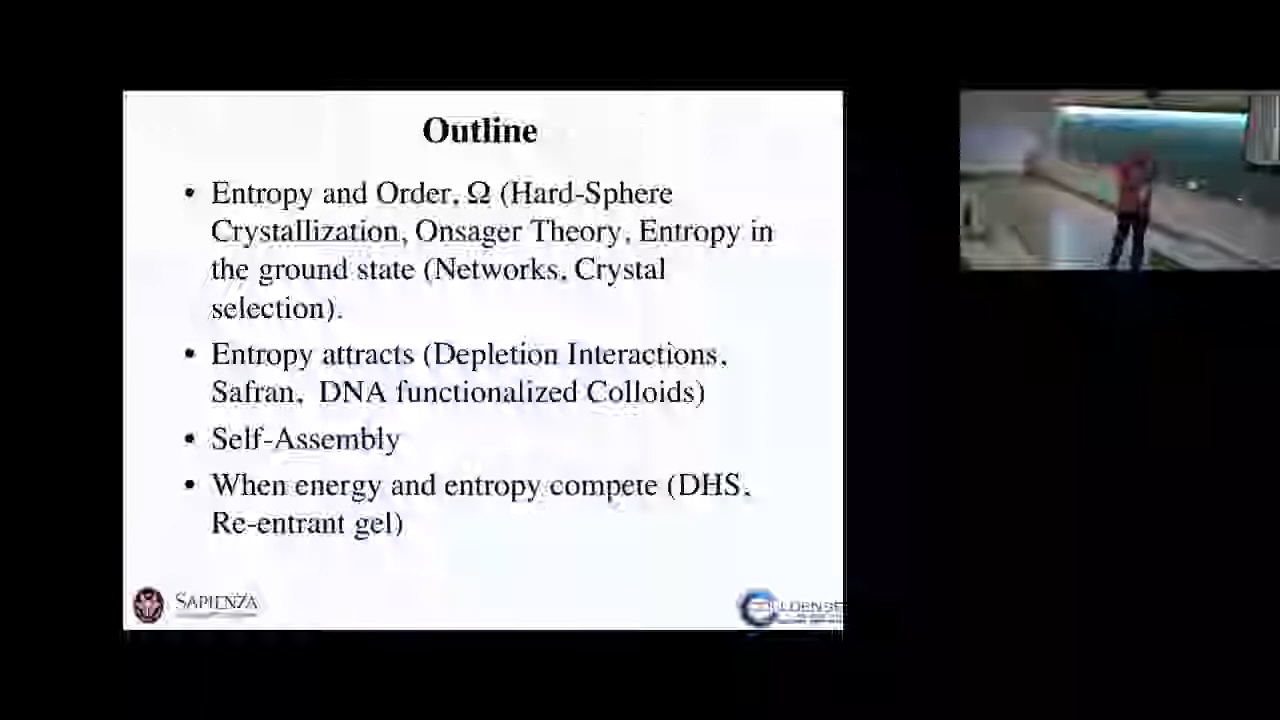 Outline
• Entropy and Order, Ω (Hard-Sphere
Crystallization, Onsager Theory, Entropy in
the ground state (Networks, Crystal
selection).
• Entropy attracts (Depletion Interactions,
Safran, DNA functionalized Colloids)
• Self-Assembly
• When energy and entropy compete (DHS,
Re-entrant gel)
SAPIENZA